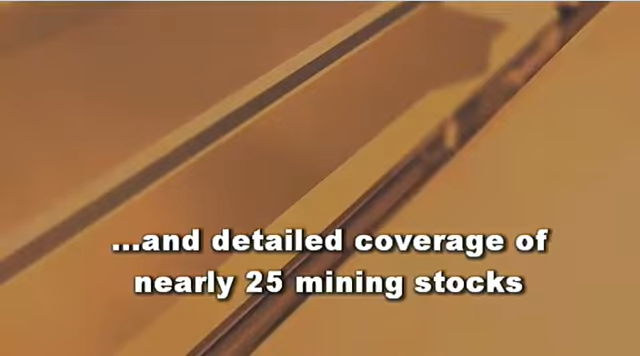 ...and detailed coverage of
nearly 25 mining stocks